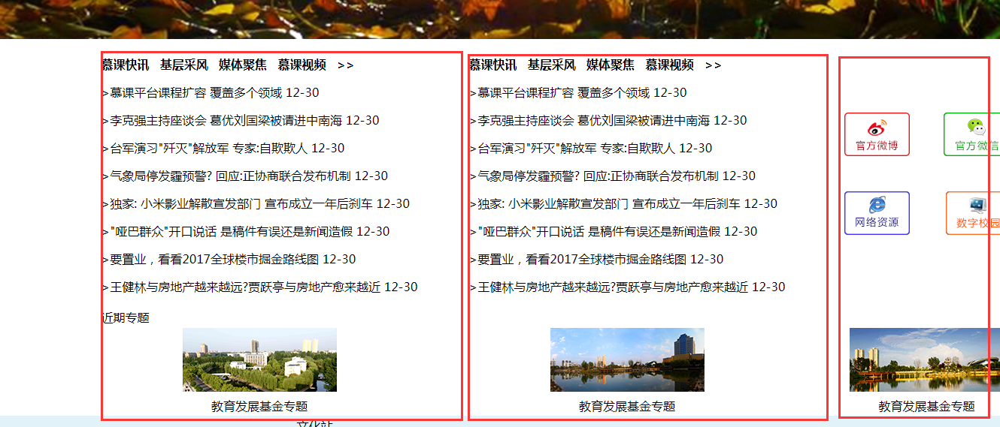 慕课快讯 基层采风 媒体聚焦 慕课视频 >>
>慕课平台课程扩容 覆盖多个领域 12-30
>李克强主持座谈会 葛优刘国梁被请进中南海 12-30
>台军演习"歼灭"解放军 专家:自欺欺人 12-30
>气象局停发霾预警? 回应:正协商联合发布机制 12-30
>独家: 小米影业解散宣发部门 宣布成立一年后刹车 12-30
>"哑巴群众"开口说话 是稿件有误还是新闻造假 12-30
>要置业，看看2017全球楼市掘金路线图 12-30
>王健林与房地产越来越远?贾跃亭与房地产愈来越近 12-30
近期专题
教育发展基金专题
文化站
慕课快讯 基层采风 媒体聚焦 慕课视频 >>
>慕课平台课程扩容 覆盖多个领域 12-30
>李克强主持座谈会 葛优刘国梁被请进中南海 12-30
>台军演习"歼灭"解放军 专家:自欺欺人 12-30
>气象局停发霾预警? 回应:正协商联合发布机制 12-30
>独家: 小米影业解散宣发部门 宣布成立一年后刹车 12-30
>"哑巴群众"开口说话 是稿件有误还是新闻造假 12-30
>要置业，看看2017全球楼市掘金路线图 12-30
>王健林与房地产越来越远?贾跃亭与房地产愈来越近 12-30
教育发展基金专题
官方微博 官方微信
网络资源 数字校园
教育发展基金专题